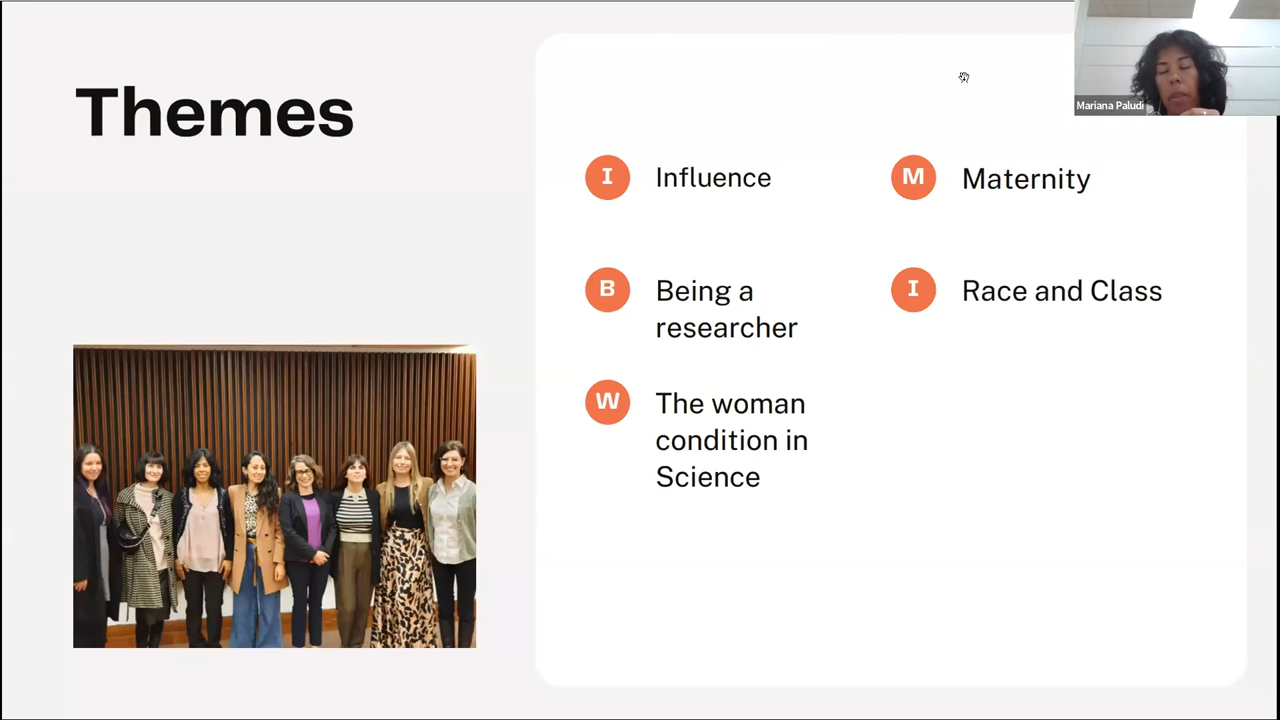 Themes
Mariana Paludi
I Influence
B Being a
researcher
W The woman
condition in
Science
M Maternity
I Race and Class